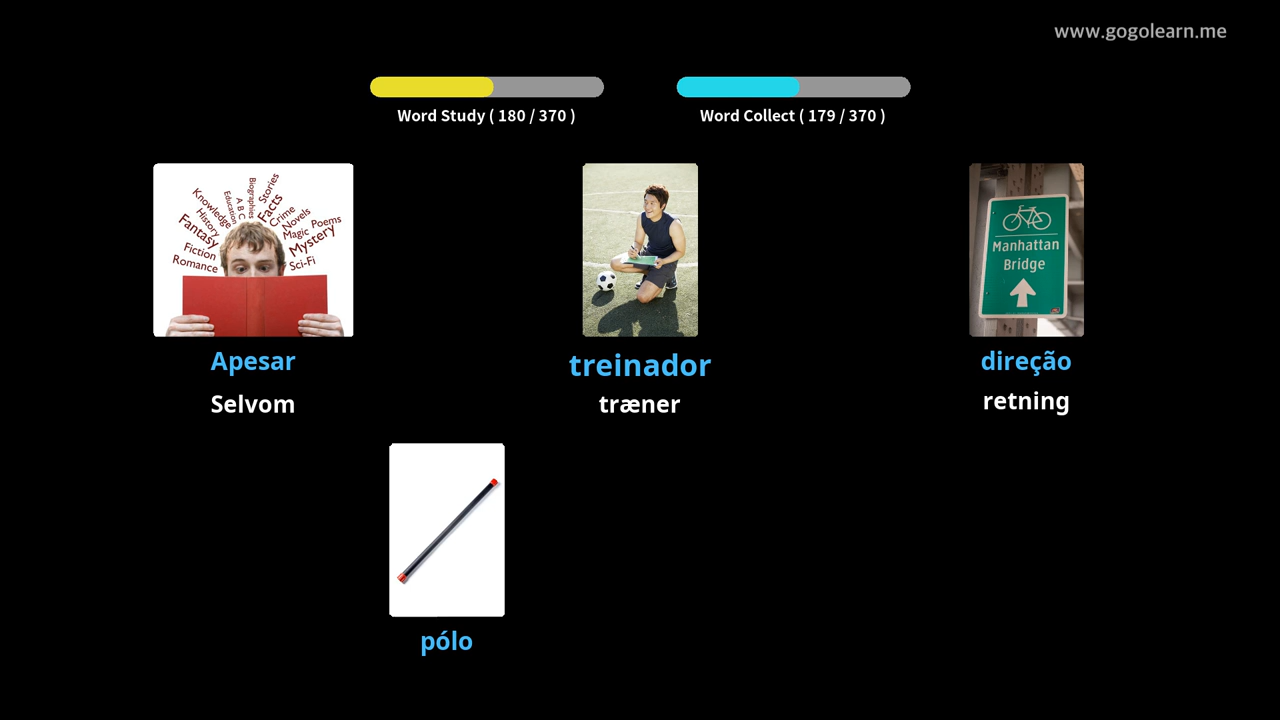 www.gogolearn.me
Word Study ( 180 / 370 )
Word Collect ( 179 / 370 )
Knowledge
History
Fantasy
Fiction
Romance
Education
A B C
Biographies
Stories
Facts
Crime
Novels
Magic
Poems
Mystery
Sci-Fi
Manhattan
Bridge
Apesar
treinador
direção
Selvom
træner
retning
pólo